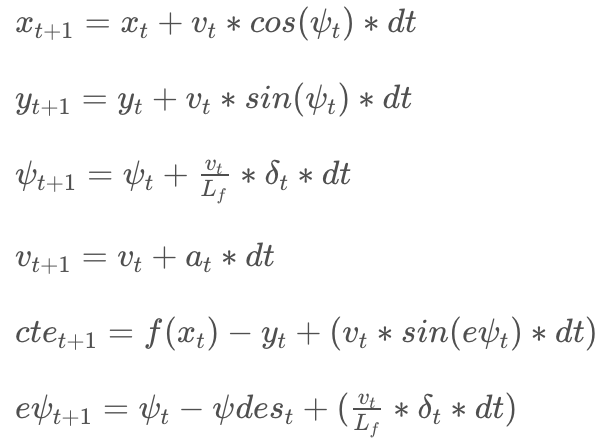 x_{t+1} = x_t + v_t * cos(ψ_t) * dt
y_{t+1} = y_t + v_t * sin(ψ_t) * dt
ψ_{t+1} = ψ_t + \frac{v_t}{L_f} * δ_t * dt
v_{t+1} = v_t + a_t * dt
cte_{t+1} = f(x_t) − y_t + (v_t * sin(eψ_t) * dt)
eψ_{t+1} = ψ_t − ψdes_t + (\frac{v_t}{L_f} * δ_t * dt)